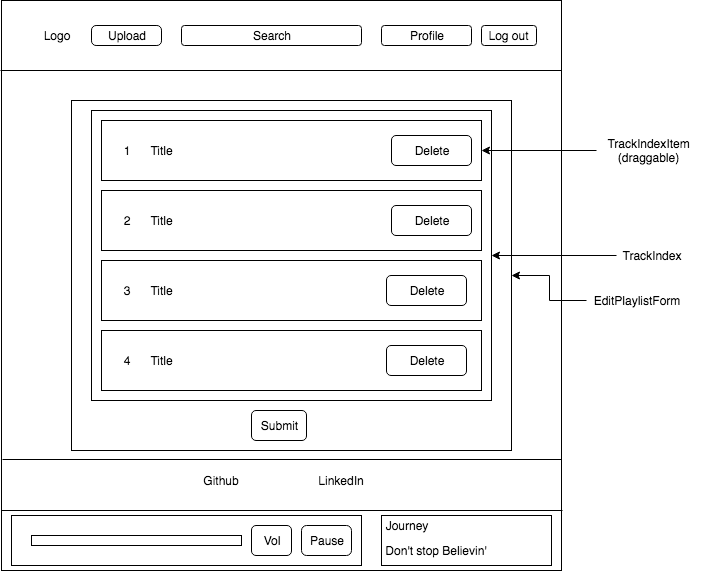 Logo
Upload
Search
Profile
Log out
1 Title Delete
TrackIndexItem
(draggable)
2 Title Delete
TrackIndex
3 Title Delete
EditPlaylistForm
4 Title Delete
Submit
Github
LinkedIn
Vol
Pause
Journey
Don't stop Believin'